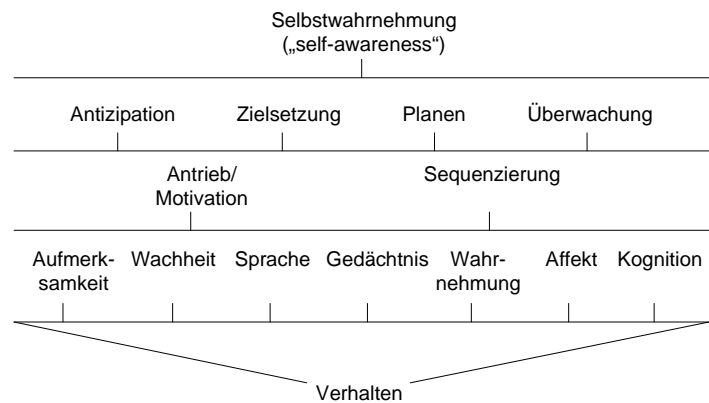 Selbstwahrnehmung
(„self-awareness“)
Antizipation Zielsetzung Planen Überwachung
Antrieb/
Motivation
Sequenzierung
Aufmerk-
samkeit
Wachheit
Sprache
Gedächtnis
Wahr-
nehmung
Affekt
Kognition
Verhalten